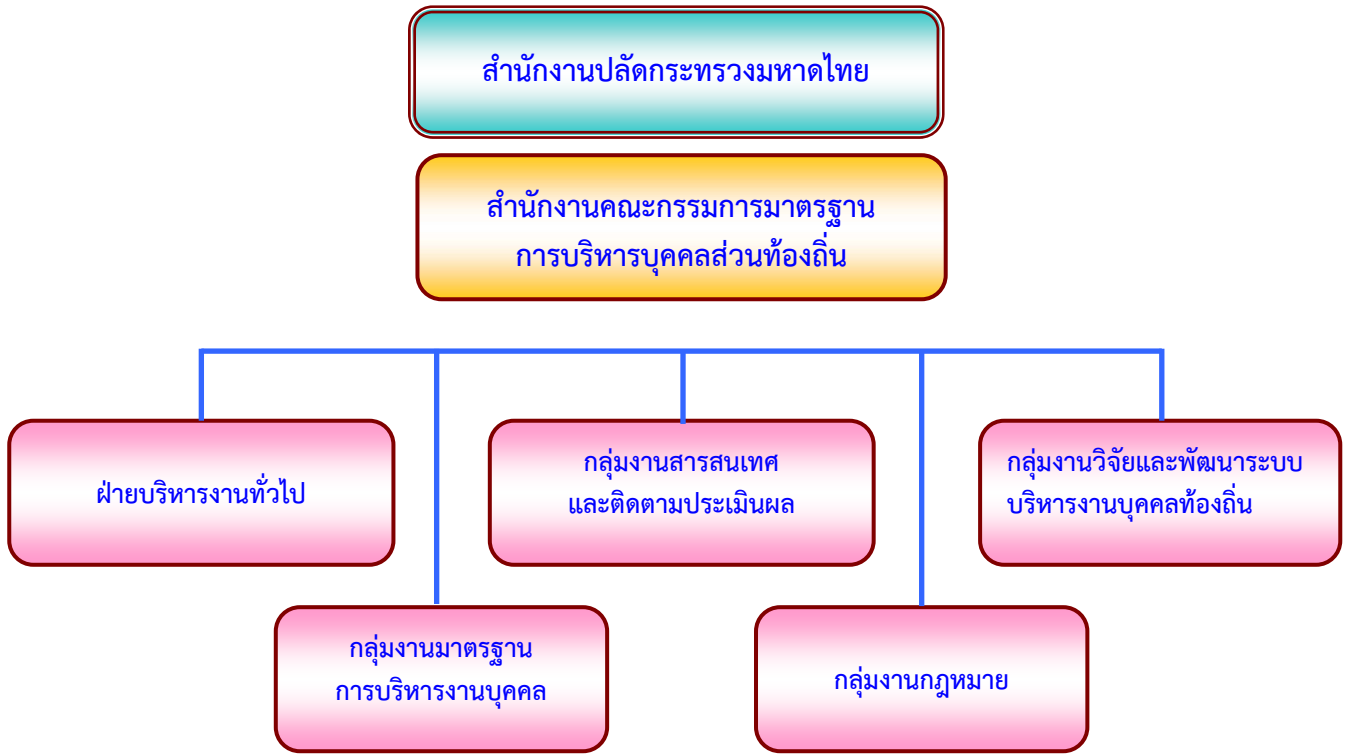 สำนักงานปลัดกระทรวงมหาดไทย
สำนักงานคณะกรรมการมาตรฐาน
การบริหารบุคคลส่วนท้องถิ่น
ฝ่ายบริหารงานทั่วไป
กลุ่มงานสารสนเทศ
และติดตามประเมินผล
กลุ่มงานวิจัยและพัฒนาระบบ
บริหารงานบุคคลท้องถิ่น
กลุ่มงานมาตรฐาน
การบริหารงานบุคคล
กลุ่มงานกฎหมาย